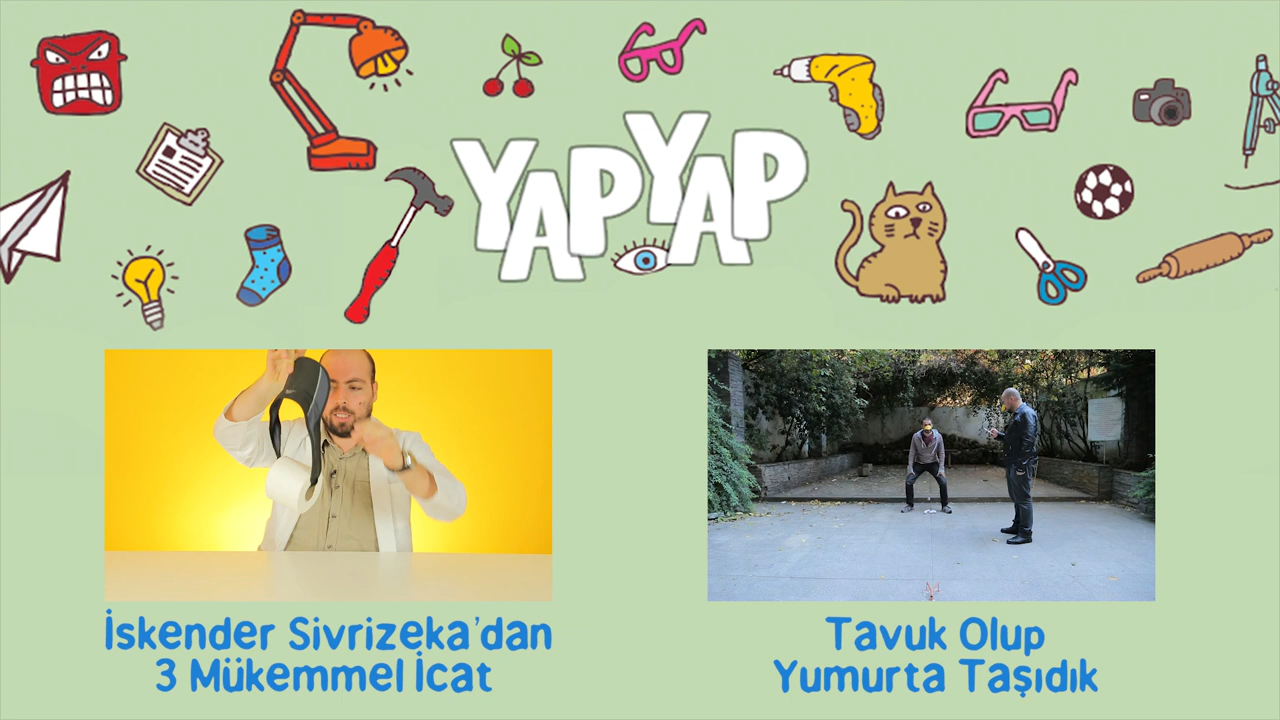 YAPYAP
İskender Sivrizeka'dan
3 Mükemmel İcat
Tavuk Olup
Yumurta Taşıdık